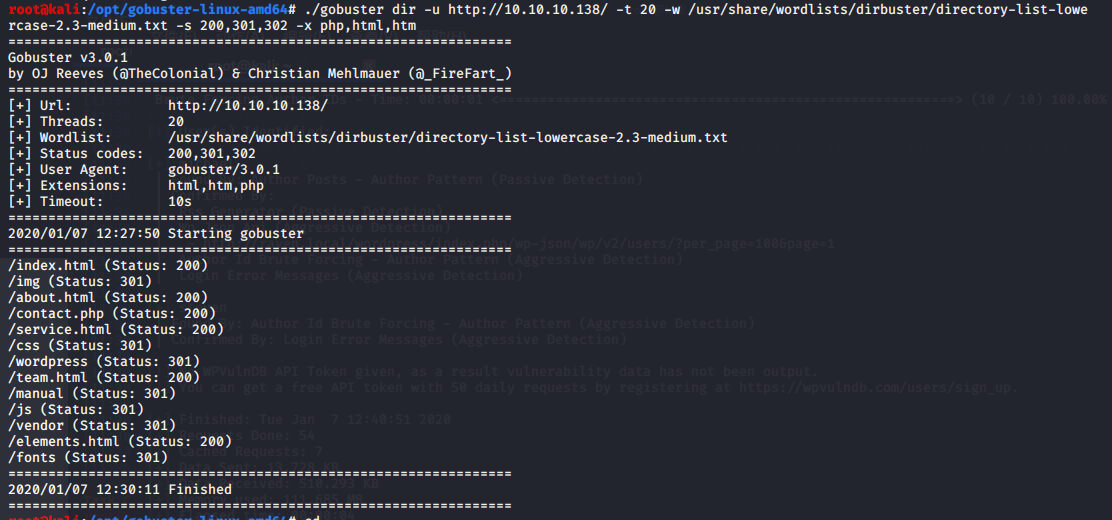 root@kali:/opt/gobuster-linux-amd64# ./gobuster dir -u http://10.10.10.138/ -t 20 -w /usr/share/wordlists/dirbuster/directory-list-lowe
rcase-2.3-medium.txt -s 200,301,302 -x php,html,htm
===============================================================
Gobuster v3.0.1
by OJ Reeves (@TheColonial) & Christian Mehlmauer (@_FireFart_)
===============================================================
[+] Url:            http://10.10.10.138/
[+] Threads:        20
[+] Wordlist:       /usr/share/wordlists/dirbuster/directory-list-lowercase-2.3-medium.txt
[+] Status codes:   200,301,302
[+] User Agent:     gobuster/3.0.1
[+] Extensions:     html,htm,php
[+] Timeout:        10s
===============================================================
2020/01/07 12:27:50 Starting gobuster
===============================================================
/index.html (Status: 200)
/img (Status: 301)
/about.html (Status: 200)
/contact.php (Status: 200)
/service.html (Status: 200)
/css (Status: 301)
/wordpress (Status: 301)
/team.html (Status: 200)
/manual (Status: 301)
/js (Status: 301)
/vendor (Status: 301)
/elements.html (Status: 200)
/fonts (Status: 301)
===============================================================
2020/01/07 12:30:11 Finished
===============================================================
root@kali:/opt/gobuster-linux-amd64# cd